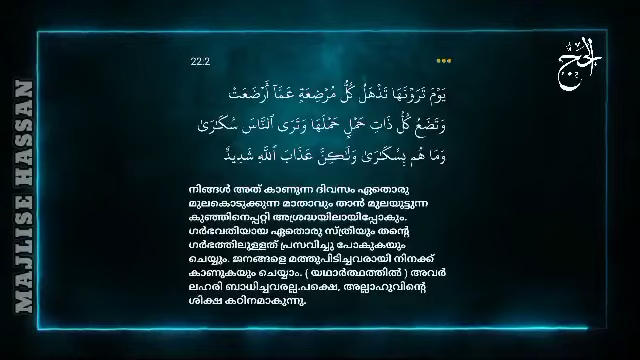 MAJLISE HASSAN
22:2
الحج
يَوْمَ تَرَوْنَهَا تَذْهَلُ كُلُّ مُرْضِعَةٍ عَمَّآ أَرْضَعَتْ
وَتَضَعُ كُلُّ ذَاتِ حَمْلٍ حَمْلَهَا وَتَرَى ٱلنَّاسَ سُكَـٰرَىٰ
وَمَا هُم بِسُكَـٰرَىٰ وَلَـٰكِنَّ عَذَابَ ٱللَّهِ شَدِيدٌ
നിങ്ങൾ അത് കാണുന്ന ദിവസം ഏതൊരു
മുലകൊടുക്കുന്ന മാതാവും താൻ മുലയൂട്ടുന്ന
കുഞ്ഞിനെപ്പറ്റി അശ്രദ്ധയിലായിപ്പോകും.
ഗർഭവതിയായ ഏതൊരു സ്ത്രീയും തന്റെ
ഗർഭത്തിലുള്ളത് പ്രസവിച്ചു പോകുകയും
ചെയ്യും. ജനങ്ങളെ മത്തുപിടിച്ചവരായി നിനക്ക്
കാണുകയും ചെയ്യാം. ( യഥാർത്ഥത്തിൽ ) അവർ
ലഹരി ബാധിച്ചവരല്ല.പക്ഷെ, അല്ലാഹുവിന്റെ
ശിക്ഷ കഠിനമാകുന്നു.